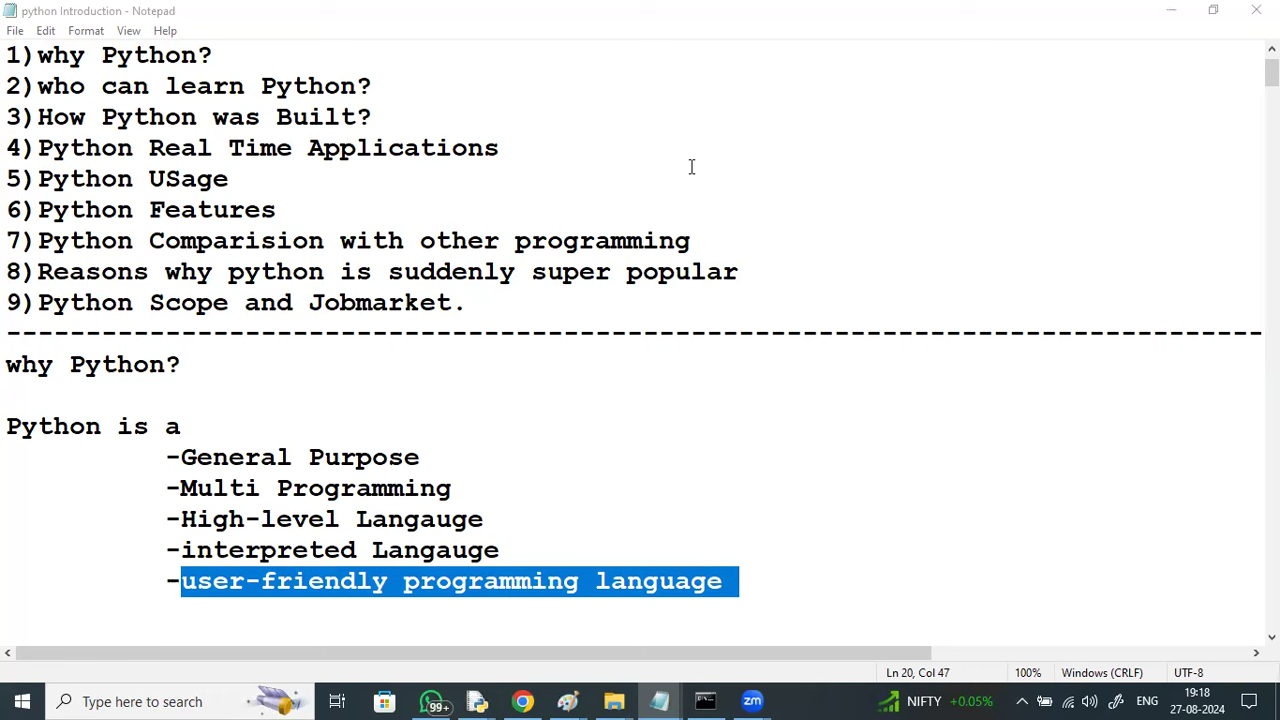 python Introduction - Notepad
File Edit Format View Help
1)why Python?
2)who can learn Python?
3)How Python was Built?
4)Python Real Time Applications
5)Python USage
6)Python Features
7)Python Comparision with other programming
8)Reasons why python is suddenly super popular
9)Python Scope and Jobmarket.
--------------------------------------------------------------------------------
why Python?
Python is a
-General Purpose
-Multi Programming
-High-level Langauge
-interpreted Langauge
-user-friendly programming language
Ln 20, Col 47 100% Windows (CRLF) UTF-8
Type here to search 99+ zm NIFTY +0.05% ENG 19:18
27-08-2024